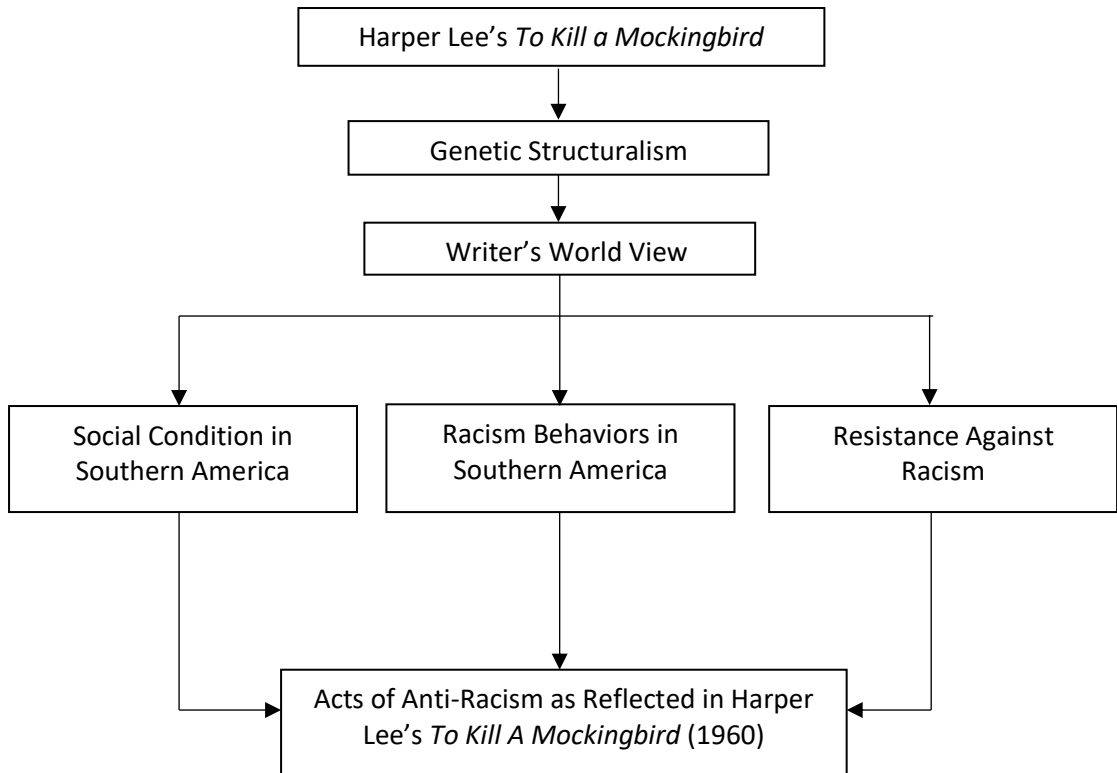 Harper Lee’s To Kill a Mockingbird
Genetic Structuralism
Writer’s World View
Social Condition in
Southern America
Racism Behaviors in
Southern America
Resistance Against
Racism
Acts of Anti-Racism as Reflected in Harper
Lee’s To Kill A Mockingbird (1960)